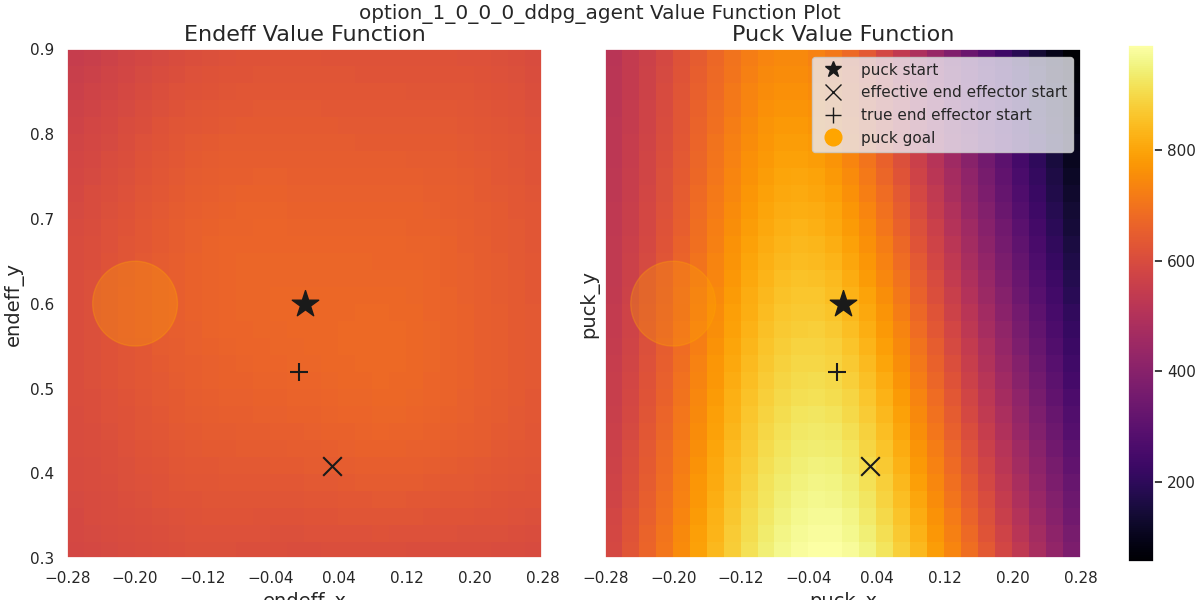 option_1_0_0_0_ddpg_agent Value Function Plot
Endeff Value Function
Puck Value Function
0.9
0.8
0.7
0.6
0.5
0.4
0.3
endeff_y
−0.28 −0.20 −0.12 −0.04 0.04 0.12 0.20 0.28
endeff_x
puck_y
puck start
effective end effector start
true end effector start
puck goal
−0.28 −0.20 −0.12 −0.04 0.04 0.12 0.20 0.28
puck_x
800
600
400
200